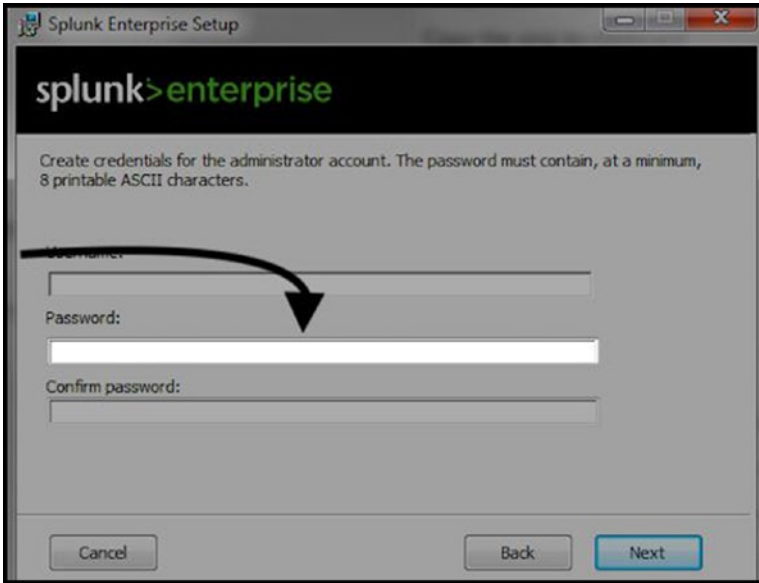 Splunk Enterprise Setup
splunk>enterprise
Create credentials for the administrator account. The password must contain, at a minimum,
8 printable ASCII characters.
Username:
Password:
Confirm password:
Cancel
Back
Next